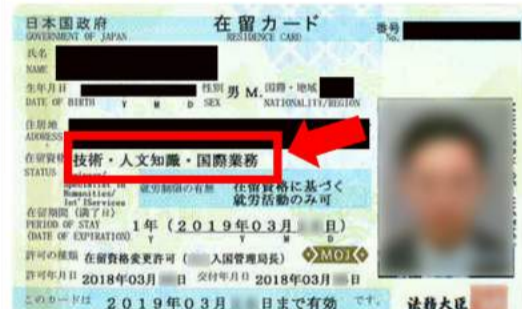 日本国政府 在留カード 番号
GOVERNMENT OF JAPAN RESIDENCE CARD No.
氏名
NAME
生年月日 性別 男 M. 国籍・地域
DATE OF BIRTH Y M D SEX NATIONALITY/REGION
住居地
ADDRESS
在留資格 技術・人文知識・国際業務
STATUS
Specialist in
Humanities/
Int'lServices
就労制限の有無 在留資格に基づく
就労活動のみ可
在留期間(満了日)
PERIOD OF STAY 1年(2019年03月 日)
(DATE OF EXPIRATION) Y Y M D
許可の種類 在留資格変更許可( 入国管理局長) MOJ
許可年月日 2018年03月 日 交付年月日 2018年03月 日
このカードは 2019年03月 日まで有効 です。 法務大臣